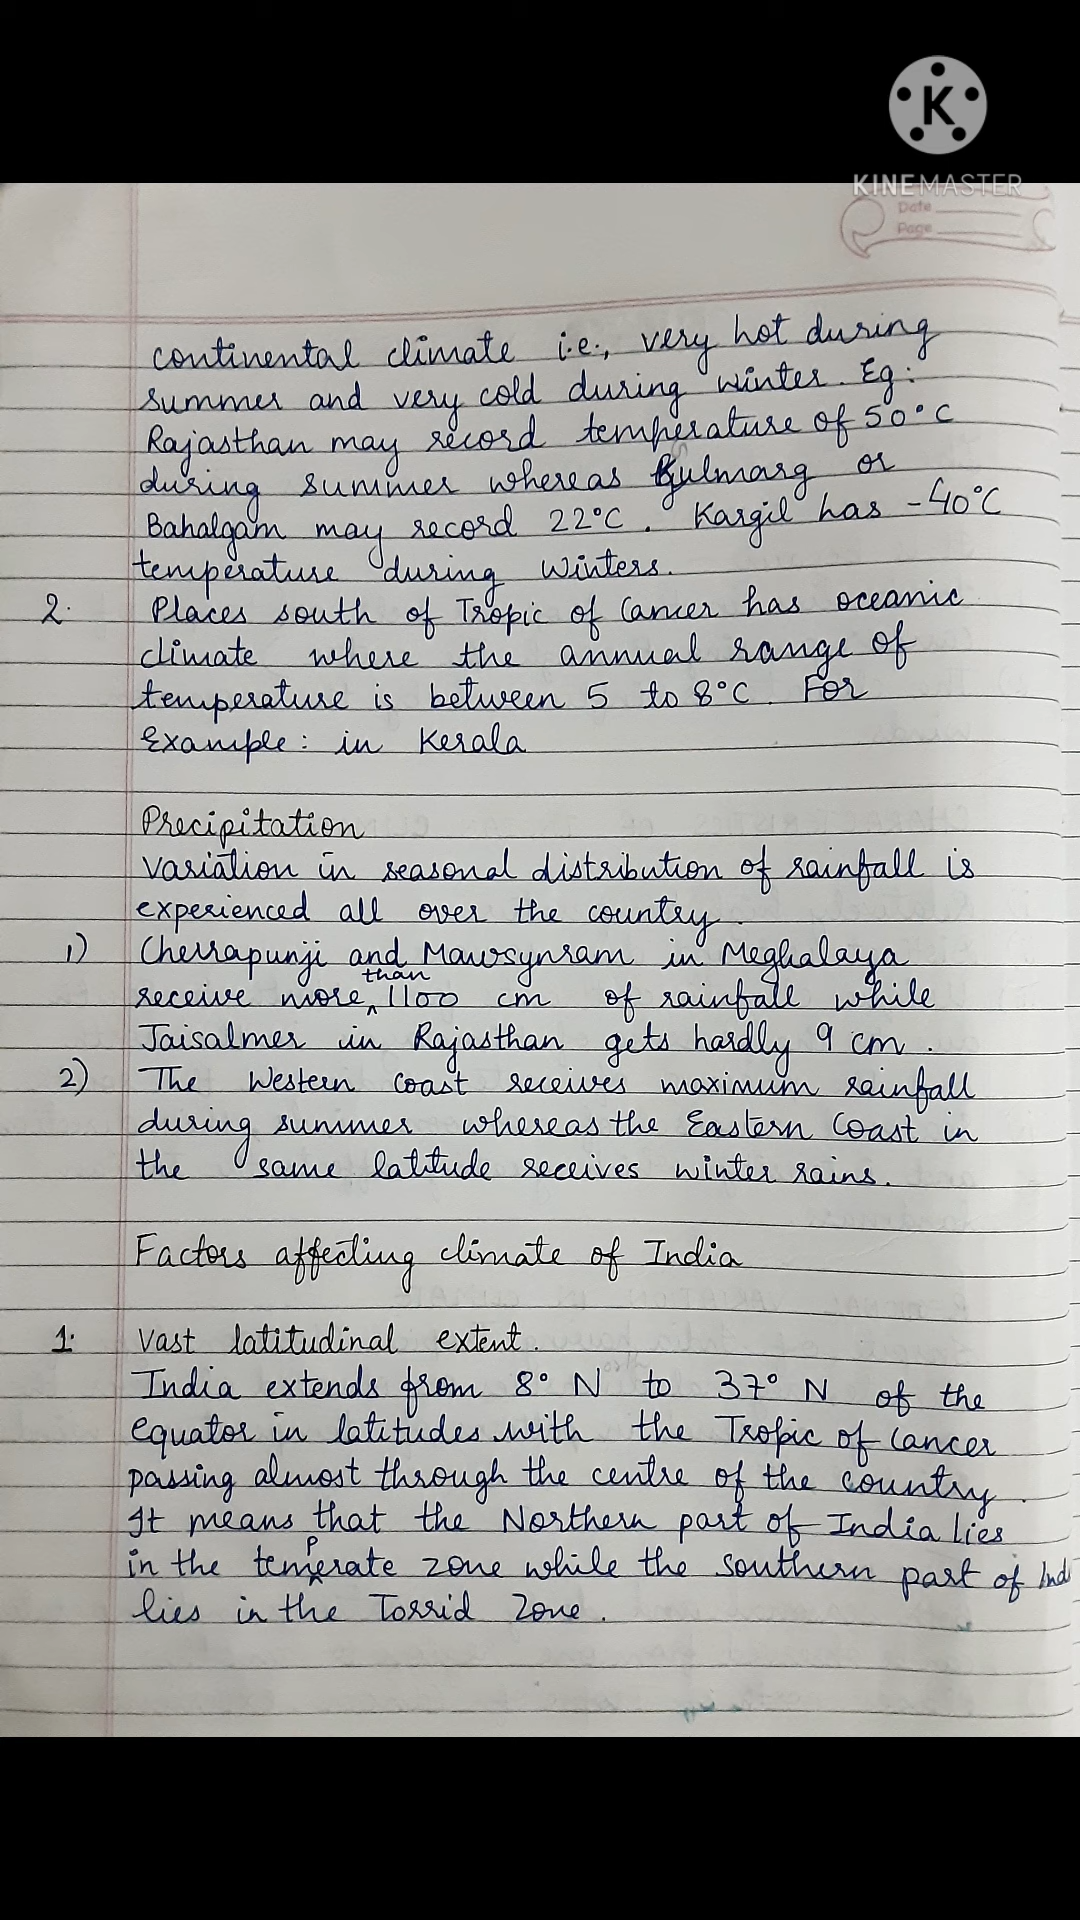 K
KINEMASTER
Date
Page
continental climate i.e., very hot during
summer and very cold during winter. Eg:
Rajasthan may record temperature of 50°C
during summer whereas Gulmarg or
Bahalgam may record 22°C. Kargil has -40°C
temperature during winters.
2. Places south of Tropic of Cancer has oceanic
climate where the annual range of
temperature is between 5 to 8°C. For
Example: in Kerala
Precipitation
Variation in seasonal distribution of rainfall is
experienced all over the country.
1) Cherrapunji and Mawsynram in Meghalaya
receive more than 1100 cm of rainfall while
Jaisalmer in Rajasthan gets hardly 9 cm.
2) The Western coast receives maximum rainfall
during summer whereas the Eastern Coast in
the same latitude receives winter rains.
Factors affecting climate of India
1. Vast latitudinal extent.
India extends from 8° N to 37° N of the
equator in latitudes with the Tropic of Cancer
passing almost through the centre of the country.
It means that the Northern part of India lies
in the temperate zone while the southern part of Ind
lies in the Torrid Zone.